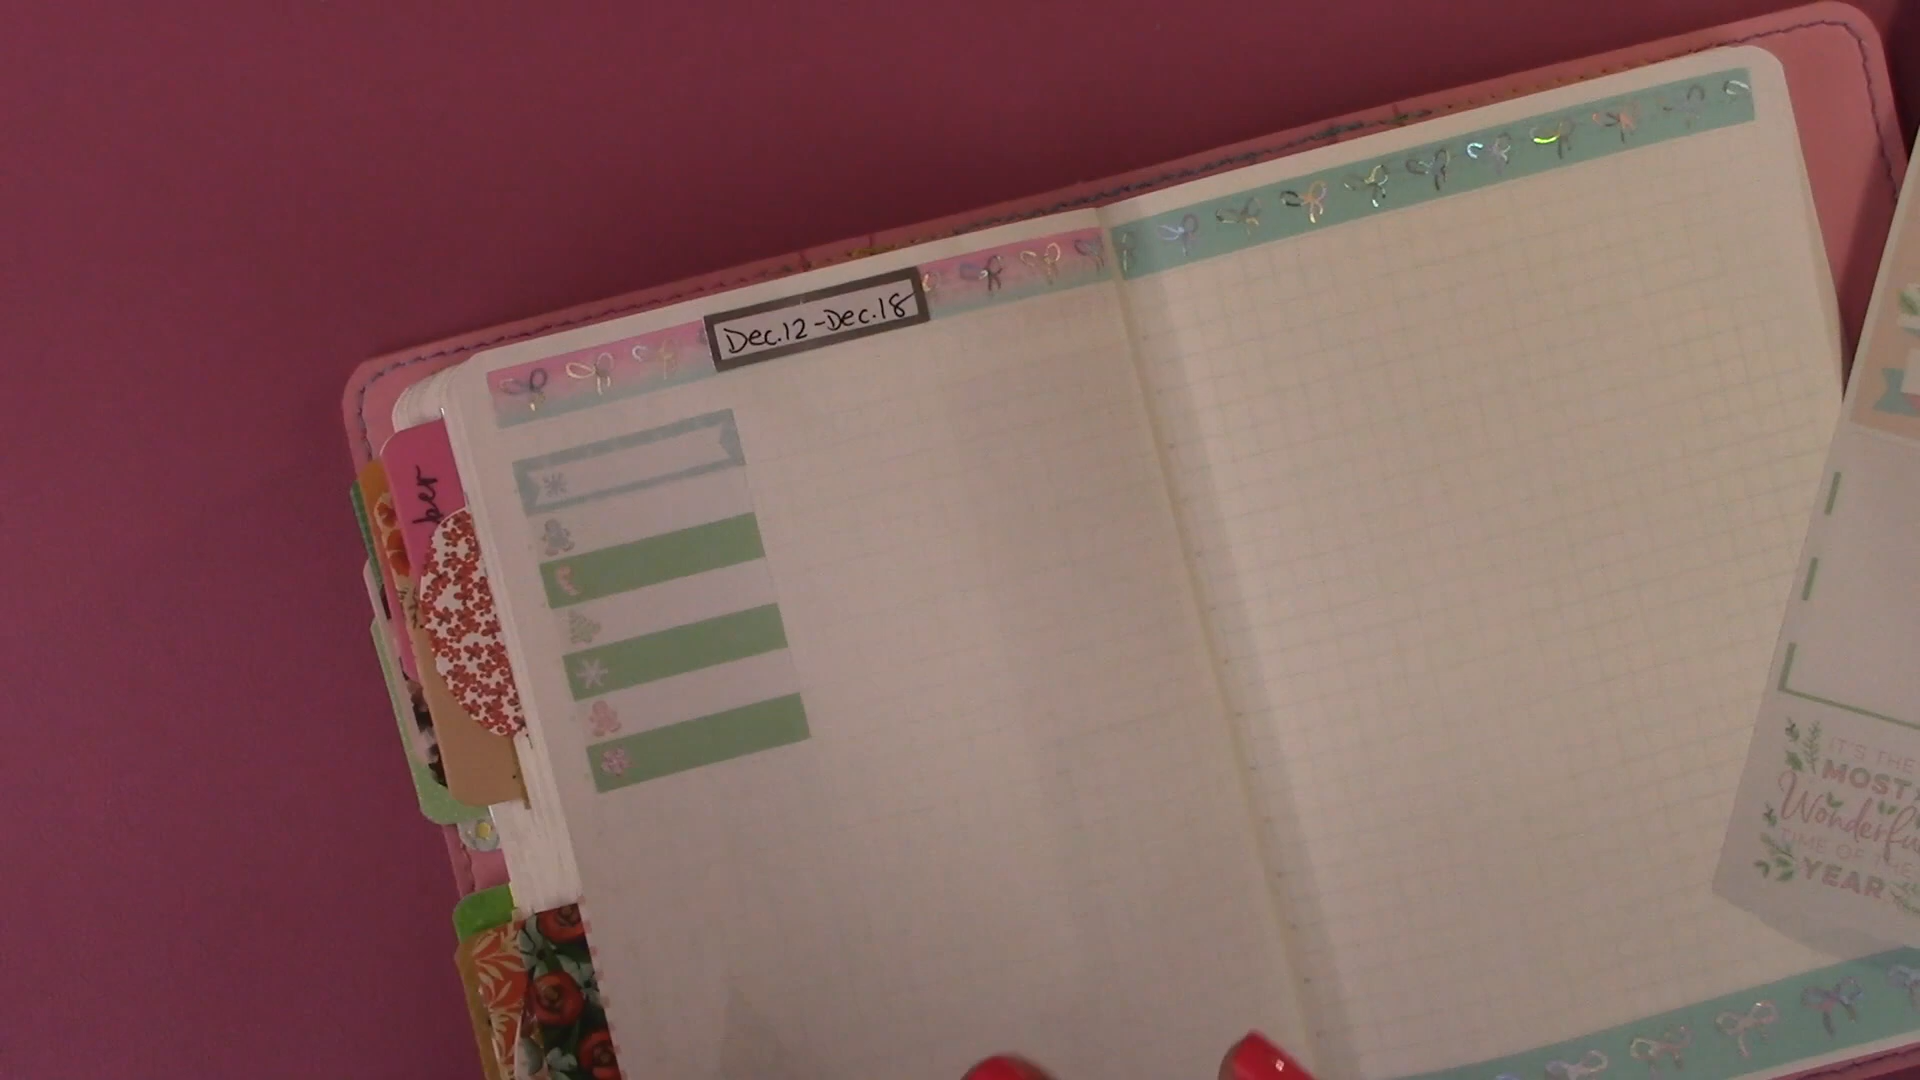 Dec.12-Dec.18
ber
IT'S THE
MOST
Wonderfu
TIME OF THE
YEAR